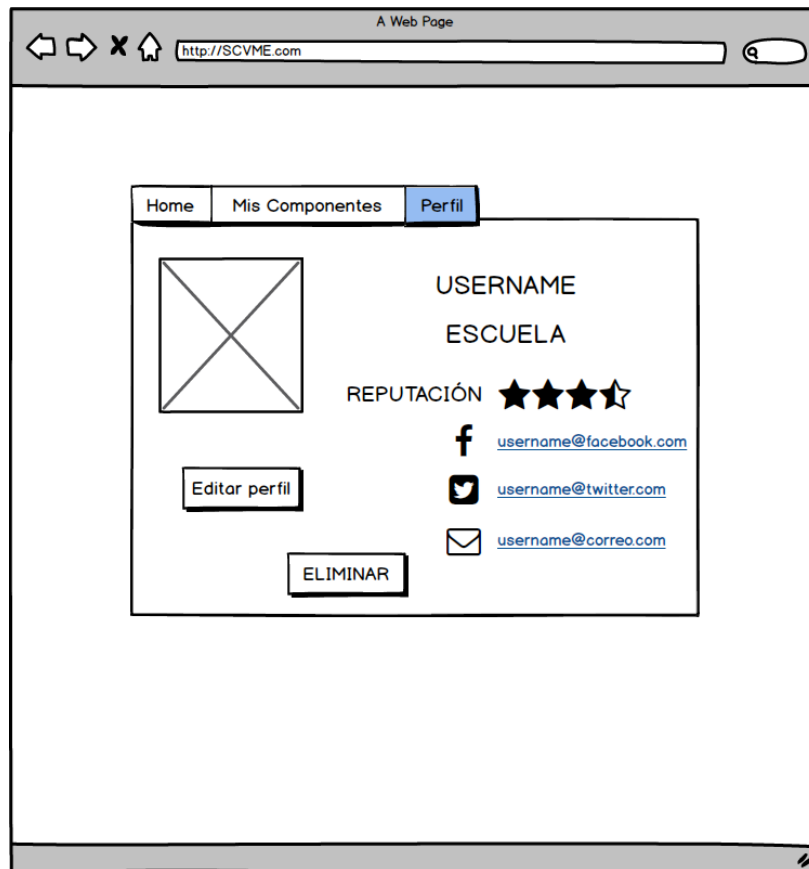 A Web Page
http://SCVME.com
Home Mis Componentes Perfil
USERNAME
ESCUELA
REPUTACIÓN
username@facebook.com
Editar perfil
username@twitter.com
username@correo.com
ELIMINAR